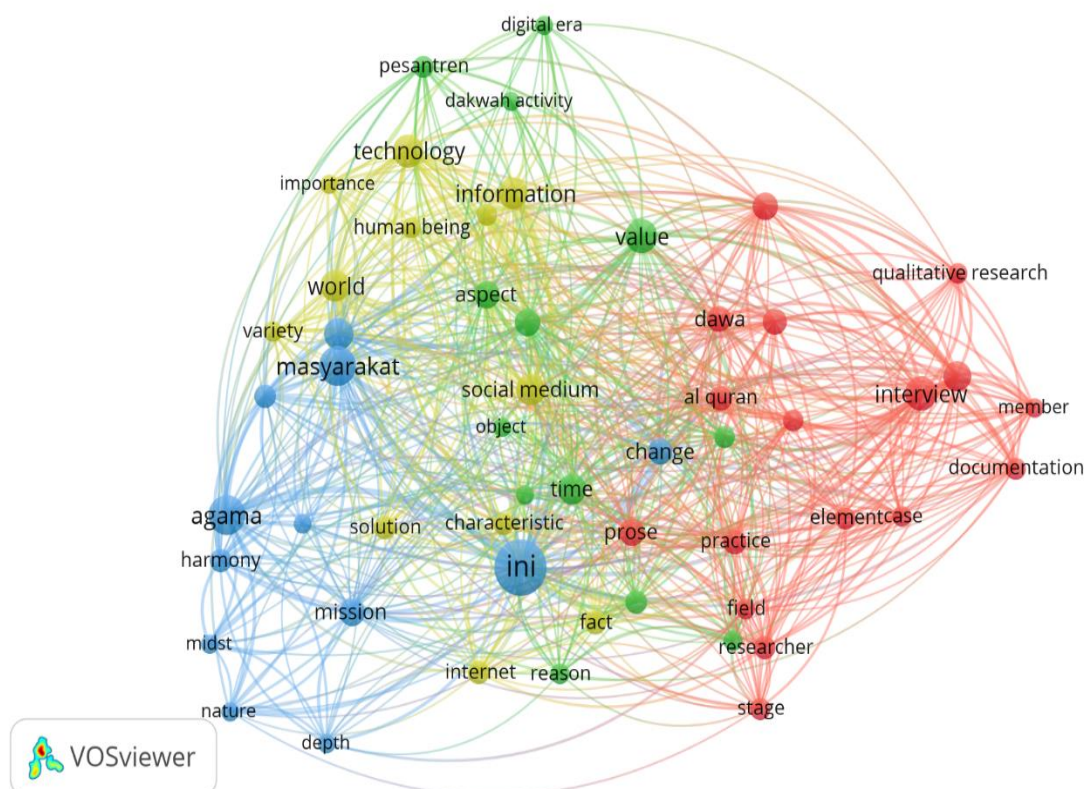 digital era
pesantren
dakwah activity
technology
importance
information
human being
value
qualitative research
world
aspect
variety
dawa
masyarakat
social medium
al quran
interview
member
object
change
documentation
time
agama
solution
characteristic
prose
practice
element
case
harmony
ini
mission
fact
field
midst
researcher
internet
reason
nature
stage
depth
VOSviewer